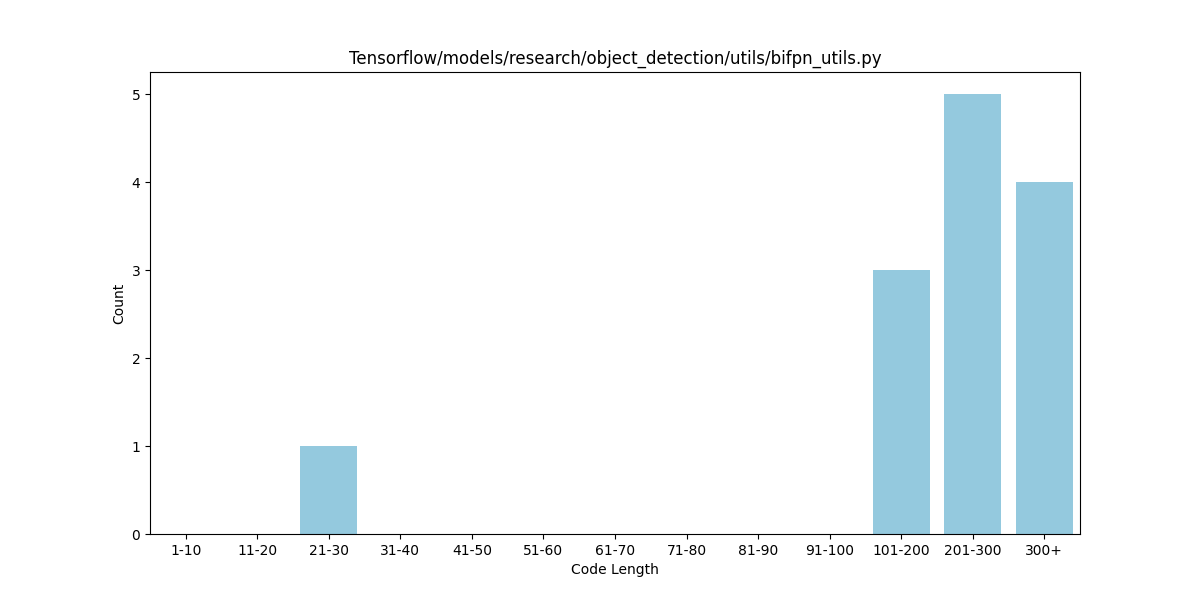 Tensorflow/models/research/object_detection/utils/bifpn_utils.py
5
4
3
2
1
0
Count
1-10 11-20 21-30 31-40 41-50 51-60 61-70 71-80 81-90 91-100 101-200 201-300 300+
Code Length